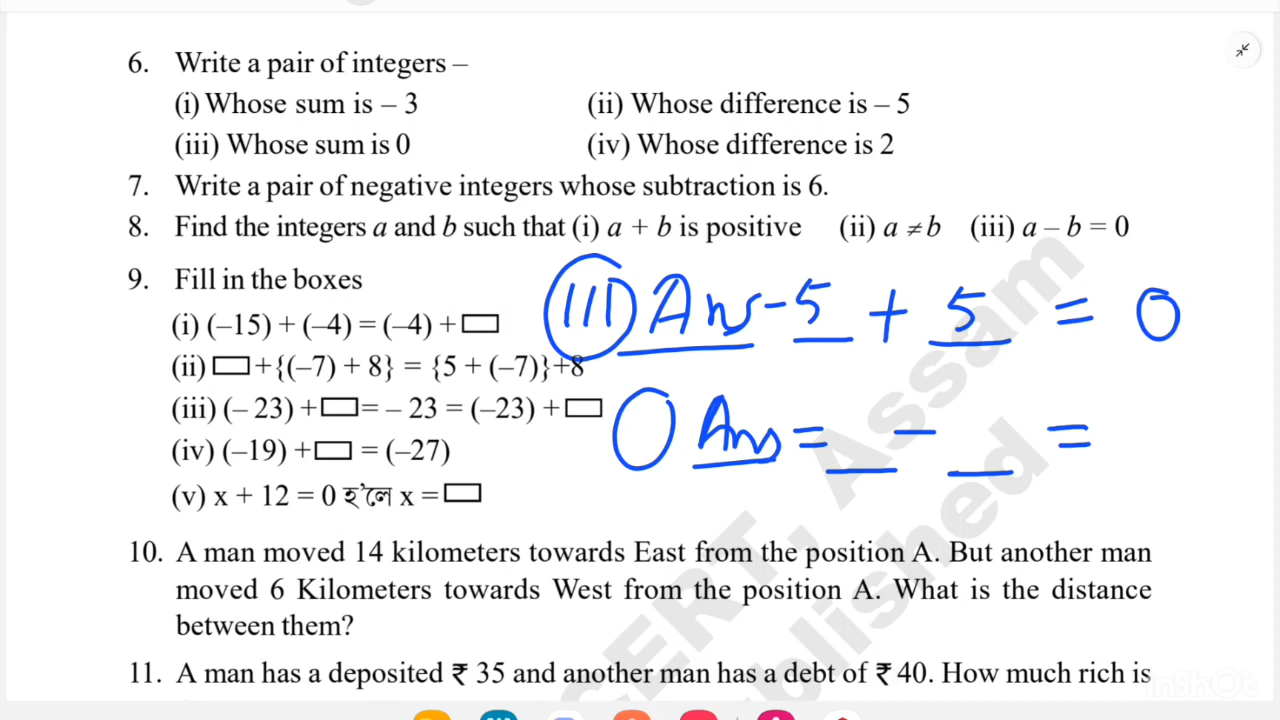 6. Write a pair of integers –
(i) Whose sum is – 3 (ii) Whose difference is – 5
(iii) Whose sum is 0 (iv) Whose difference is 2
7. Write a pair of negative integers whose subtraction is 6.
8. Find the integers a and b such that (i) a + b is positive (ii) a ≠ b (iii) a – b = 0
9. Fill in the boxes
(i) (–15) + (–4) = (–4) + □
(ii) □ + {(–7) + 8} = {5 + (–7)} +8
(iii) (– 23) + □ = – 23 = (–23) + □
(iv) (–19) + □ = (–27)
(v) x + 12 = 0 হ'লে x = □
III) Ans - 5 + 5 = 0
Ans = __ - __ =
10. A man moved 14 kilometers towards East from the position A. But another man
moved 6 Kilometers towards West from the position A. What is the distance
between them?
11. A man has a deposited ₹ 35 and another man has a debt of ₹ 40. How much rich is
Assam
published
InShOt